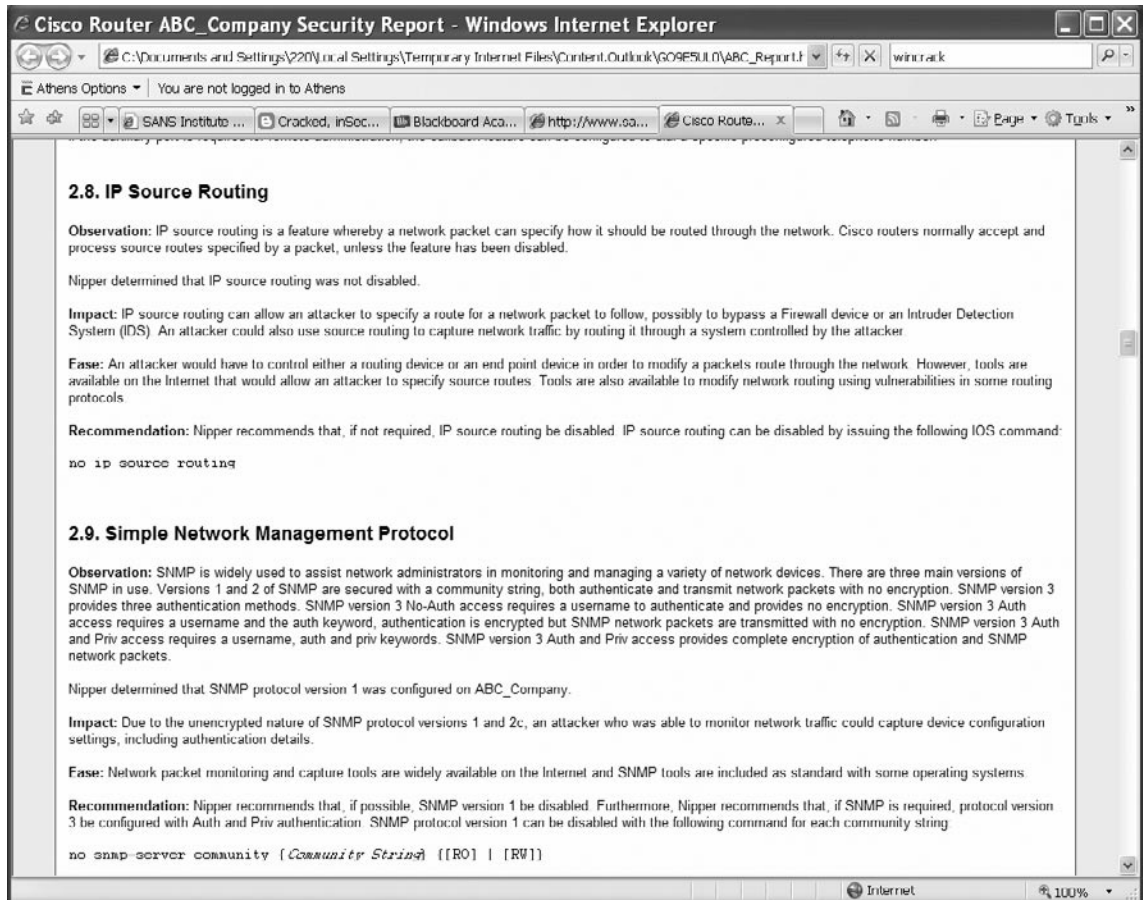 Cisco Router ABC_Company Security Report - Windows Internet Explorer
C:\Documents and Settings\220\Local Settings\Temporary Internet Files\Content.Outlook\GO9E5UL0\ABC_Report.h
wincrack
Athens Options
You are not logged in to Athens
SANS Institute ...
Cracked, inSec...
Blackboard Aca...
http://www.sa...
Cisco Route... x
Page
Tools
»
2.8. IP Source Routing
Observation: IP source routing is a feature whereby a network packet can specify how it should be routed through the network. Cisco routers normally accept and
process source routes specified by a packet, unless the feature has been disabled.
Nipper determined that IP source routing was not disabled.
Impact: IP source routing can allow an attacker to specify a route for a network packet to follow, possibly to bypass a Firewall device or an Intruder Detection
System (IDS). An attacker could also use source routing to capture network traffic by routing it through a system controlled by the attacker.
Ease: An attacker would have to control either a routing device or an end point device in order to modify a packets route through the network. However, tools are
available on the Internet that would allow an attacker to specify source routes. Tools are also available to modify network routing using vulnerabilities in some routing
protocols.
Recommendation: Nipper recommends that, if not required, IP source routing be disabled. IP source routing can be disabled by issuing the following IOS command:
no ip source routing
2.9. Simple Network Management Protocol
Observation: SNMP is widely used to assist network administrators in monitoring and managing a variety of network devices. There are three main versions of
SNMP in use. Versions 1 and 2 of SNMP are secured with a community string, both authenticate and transmit network packets with no encryption. SNMP version 3
provides three authentication methods. SNMP version 3 No-Auth access requires a username to authenticate and provides no encryption. SNMP version 3 Auth
access requires a username and the auth keyword, authentication is encrypted but SNMP network packets are transmitted with no encryption. SNMP version 3 Auth
and Priv access requires a username, auth and priv keywords. SNMP version 3 Auth and Priv access provides complete encryption of authentication and SNMP
network packets.
Nipper determined that SNMP protocol version 1 was configured on ABC_Company.
Impact: Due to the unencrypted nature of SNMP protocol versions 1 and 2c, an attacker who was able to monitor network traffic could capture device configuration
settings, including authentication details.
Ease: Network packet monitoring and capture tools are widely available on the Internet and SNMP tools are included as standard with some operating systems.
Recommendation: Nipper recommends that, if possible, SNMP version 1 be disabled. Furthermore, Nipper recommends that, if SNMP is required, protocol version
3 be configured with Auth and Priv authentication. SNMP protocol version 1 can be disabled with the following command for each community string:
no snmp-server community {Community String} {[RO] | [RW]}
Internet
100%